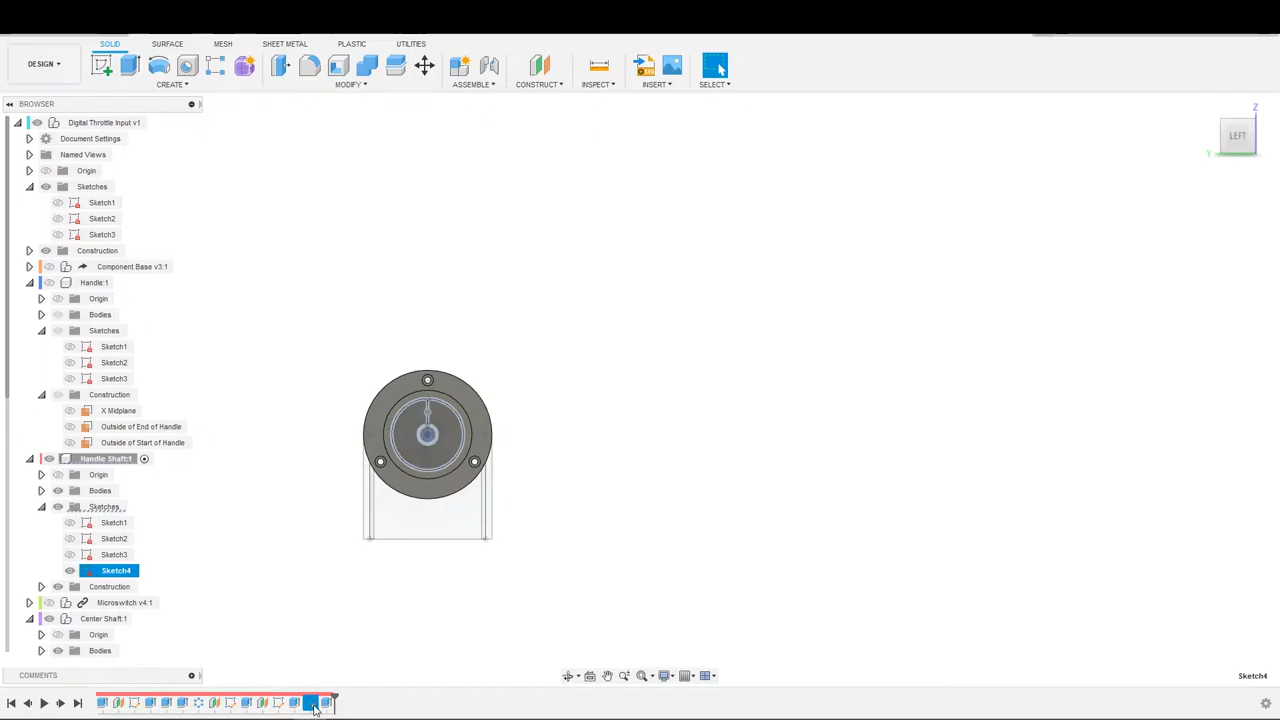 SOLID SURFACE MESH SHEET METAL PLASTIC UTILITIES
DESIGN
CREATE MODIFY ASSEMBLE CONSTRUCT INSPECT INSERT SELECT
BROWSER
Digital Throttle Input v1
Document Settings
Named Views
Origin
Sketches
Sketch1
Sketch2
Sketch3
Construction
Component Base v3:1
Handle:1
Origin
Bodies
Sketches
Sketch1
Sketch2
Sketch3
Construction
X Midplane
Outside of End of Handle
Outside of Start of Handle
Handle Shaft:1
Origin
Bodies
Sketches
Sketch1
Sketch2
Sketch3
Sketch4
Construction
Microswitch v4:1
Center Shaft:1
Origin
Bodies
COMMENTS
Z
LEFT
Y
Sketch4